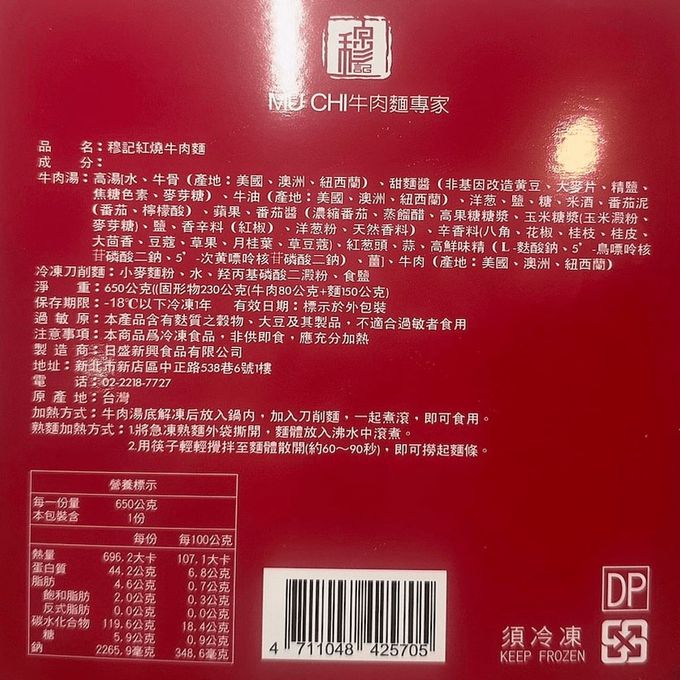 穆記
MU CHI牛肉麵專家
品　　名：穆記紅燒牛肉麵
成　　分：
牛肉湯：高湯[水、牛骨（產地：美國、澳洲、紐西蘭）、甜麵醬（非基因改造黃豆、大麥片、精鹽、
焦糖色素、麥芽糖）、牛油（產地：美國、澳洲、紐西蘭）、洋葱、鹽、糖、米酒、番茄泥
（番茄、檸檬酸）、蘋果、番茄醬（濃縮番茄、蒸餾醋、高果糖糖漿、玉米糖漿(玉米澱粉、
麥芽糖)、鹽、香辛料（紅椒）、洋葱粉、天然香料）、辛香料(八角、花椒、桂枝、桂皮、
大茴香、豆蔻、草果、月桂葉、草豆蔻)、紅葱頭、蒜、高鮮味精（L-麩酸鈉、5'-鳥嘌呤核
苷磷酸二鈉、5'-次黃嘌呤核苷磷酸二鈉）、薑]、牛肉（產地：美國、澳洲、紐西蘭）
冷凍刀削麵：小麥麵粉、水、羥丙基磷酸二澱粉、食鹽
淨　　重：650公克((固形物230公克(牛肉80公克+麵150公克)
保存期限：-18℃以下冷凍1年　有效日期：標示於外包裝
過 敏 原：本產品含有麩質之穀物、大豆及其製品，不適合過敏者食用
注意事項：本商品爲冷凍食品，非供即食，應充分加熱
製 造 商：日盛新興食品有限公司
地址：新北市新店區中正路538巷6號1樓
電　　話：02-2218-7727
原 產 地：台灣
加熱方式：牛肉湯底解凍后放入鍋內，加入刀削麵，一起煮滾，即可食用。
熟麵加熱方式：1.將急凍熟麵外袋撕開，麵體放入沸水中滾煮。
2.用筷子輕輕攪拌至麵體散開(約60～90秒)，即可撈起麵條。
營養標示
每一份量　650公克
本包裝含　1份
每份　每100公克
熱量　696.2大卡　107.1大卡
蛋白質　44.2公克　6.8公克
脂肪　4.6公克　0.7公克
飽和脂肪　2.0公克　0.3公克
反式脂肪　0.0公克　0.0公克
碳水化合物　119.6公克　18.4公克
糖　5.9公克　0.9公克
鈉　2265.9毫克　348.6毫克
4 711048 425705
DP
須冷凍
KEEP FROZEN